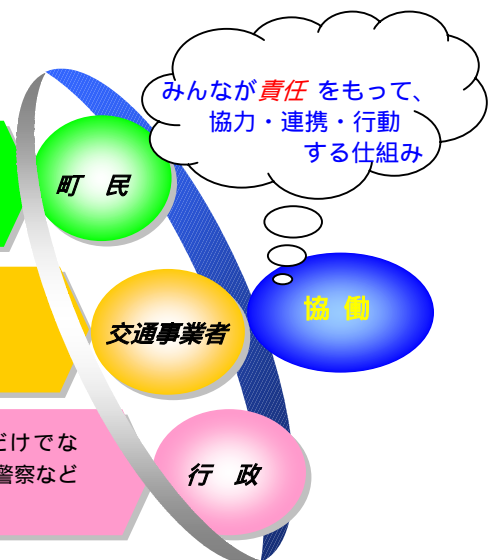 みんなが責任 をもって、
協力・連携・行動
する仕組み
町 民
協 働
交通事業者
だけでな
警察など
行 政